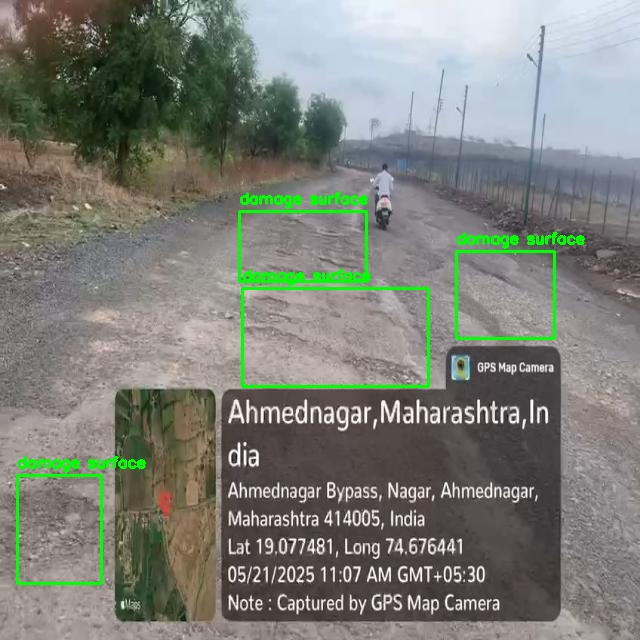 damage surface
damage surface
damage surface
GPS Map Camera
Ahmednagar,Maharashtra,In
dia
Ahmednagar Bypass, Nagar, Ahmednagar,
Maharashtra 414005, India
Lat 19.077481, Long 74.676441
05/21/2025 11:07 AM GMT+05:30
Note : Captured by GPS Map Camera
damage surface
Maps